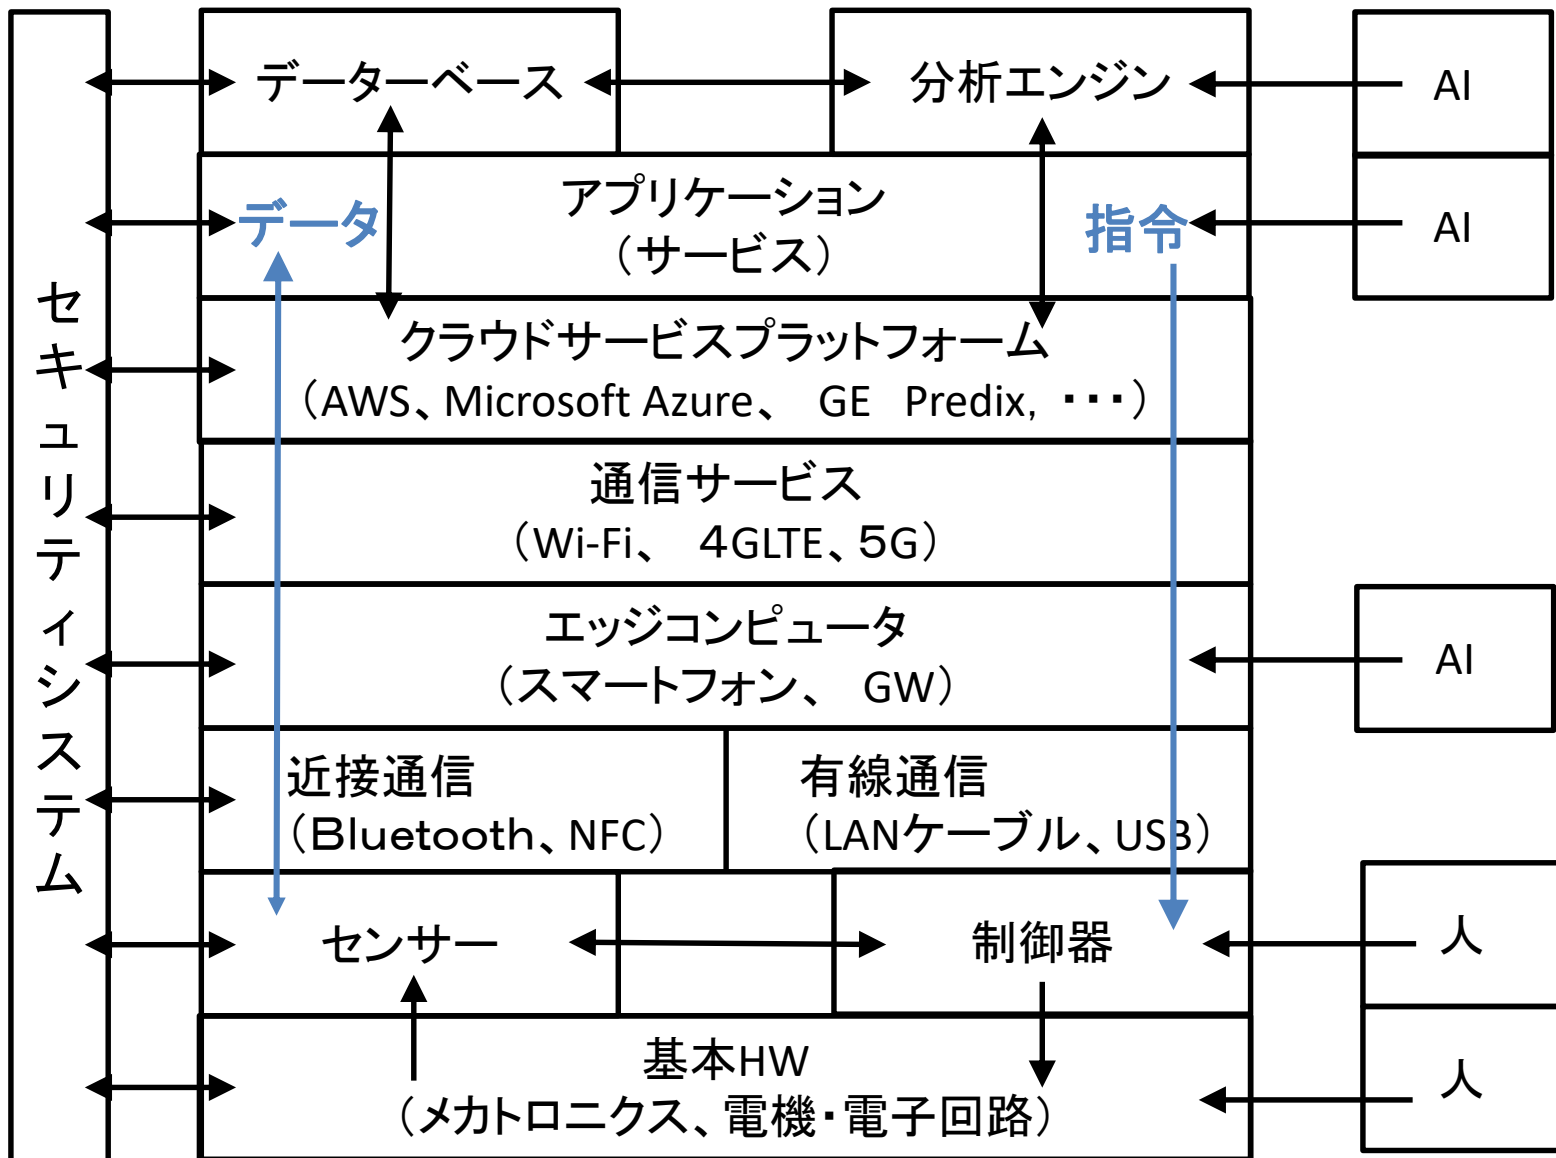 セキュリティシステム
データーベース
分析エンジン
AI
データ
アプリケーション
（サービス）
指令
AI
クラウドサービスプラットフォーム
（AWS、Microsoft Azure、 GE Predix, ・・・）
通信サービス
（Wi-Fi、 ４GLTE、５G）
エッジコンピュータ
（スマートフォン、 GW）
AI
近接通信
（Ｂluetooth、NFC）
有線通信
（LANケーブル、USB）
センサー
制御器
人
基本HW
（メカトロニクス、電機・電子回路）
人